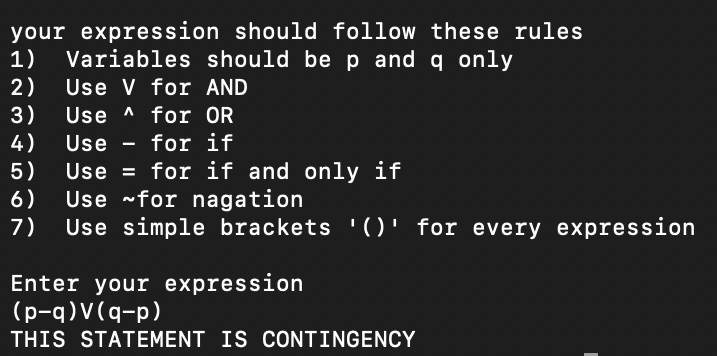 your expression should follow these rules
1)  Variables should be p and q only
2)  Use V for AND
3)  Use ^ for OR
4)  Use - for if
5)  Use = for if and only if
6)  Use ~for nagation
7)  Use simple brackets '()' for every expression
Enter your expression
(p-q)V(q-p)
THIS STATEMENT IS CONTINGENCY